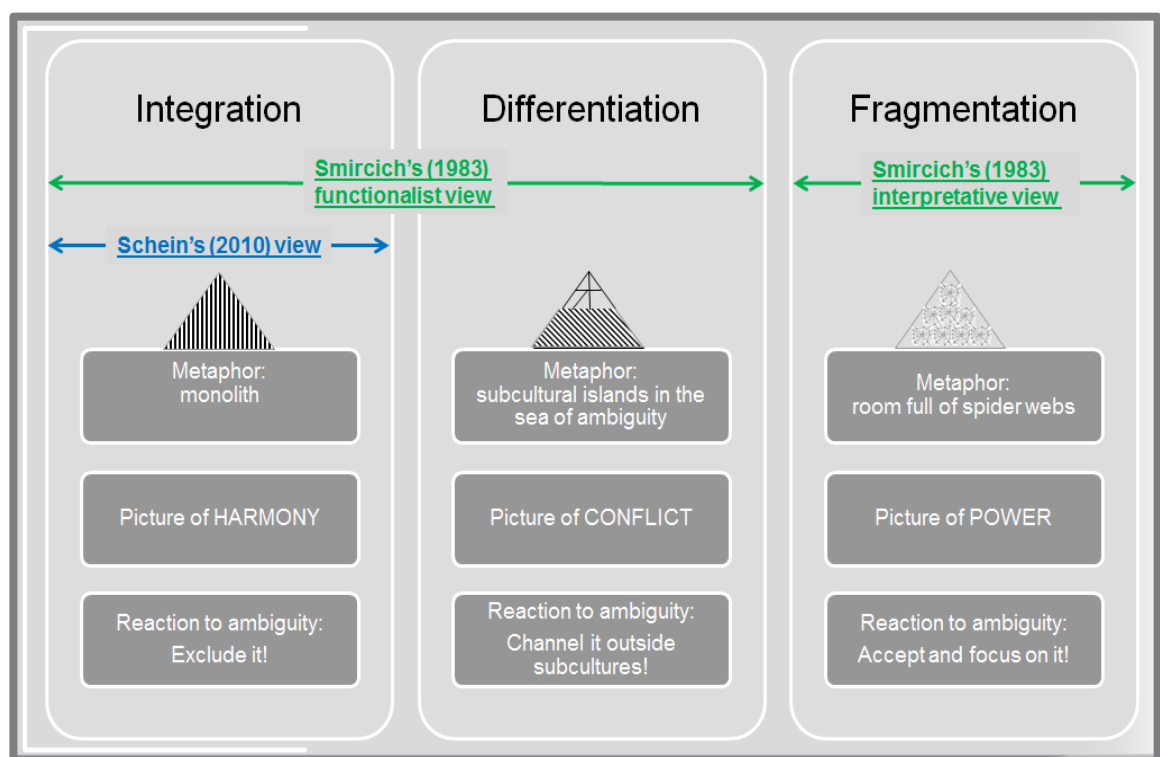 Integration
Differentiation
Fragmentation
Smircich's (1983)
functionalist view
Smircich's (1983)
interpretative view
Schein's (2010) view
Metaphor:
monolith
Metaphor:
subcultural islands in the
sea of ambiguity
Metaphor:
room full of spider webs
Picture of HARMONY
Picture of CONFLICT
Picture of POWER
Reaction to ambiguity:
Exclude it!
Reaction to ambiguity:
Channel it outside
subcultures!
Reaction to ambiguity:
Accept and focus on it!